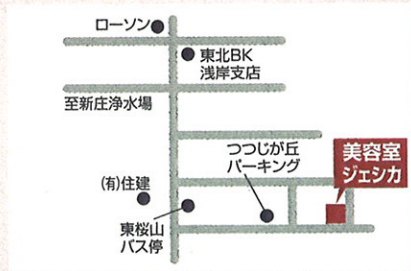 ローソン
東北BK
浅岸支店
至新庄浄水場
つつじが丘
パーキング
美容室
ジェシカ
(有)住建
東桜山
バス停